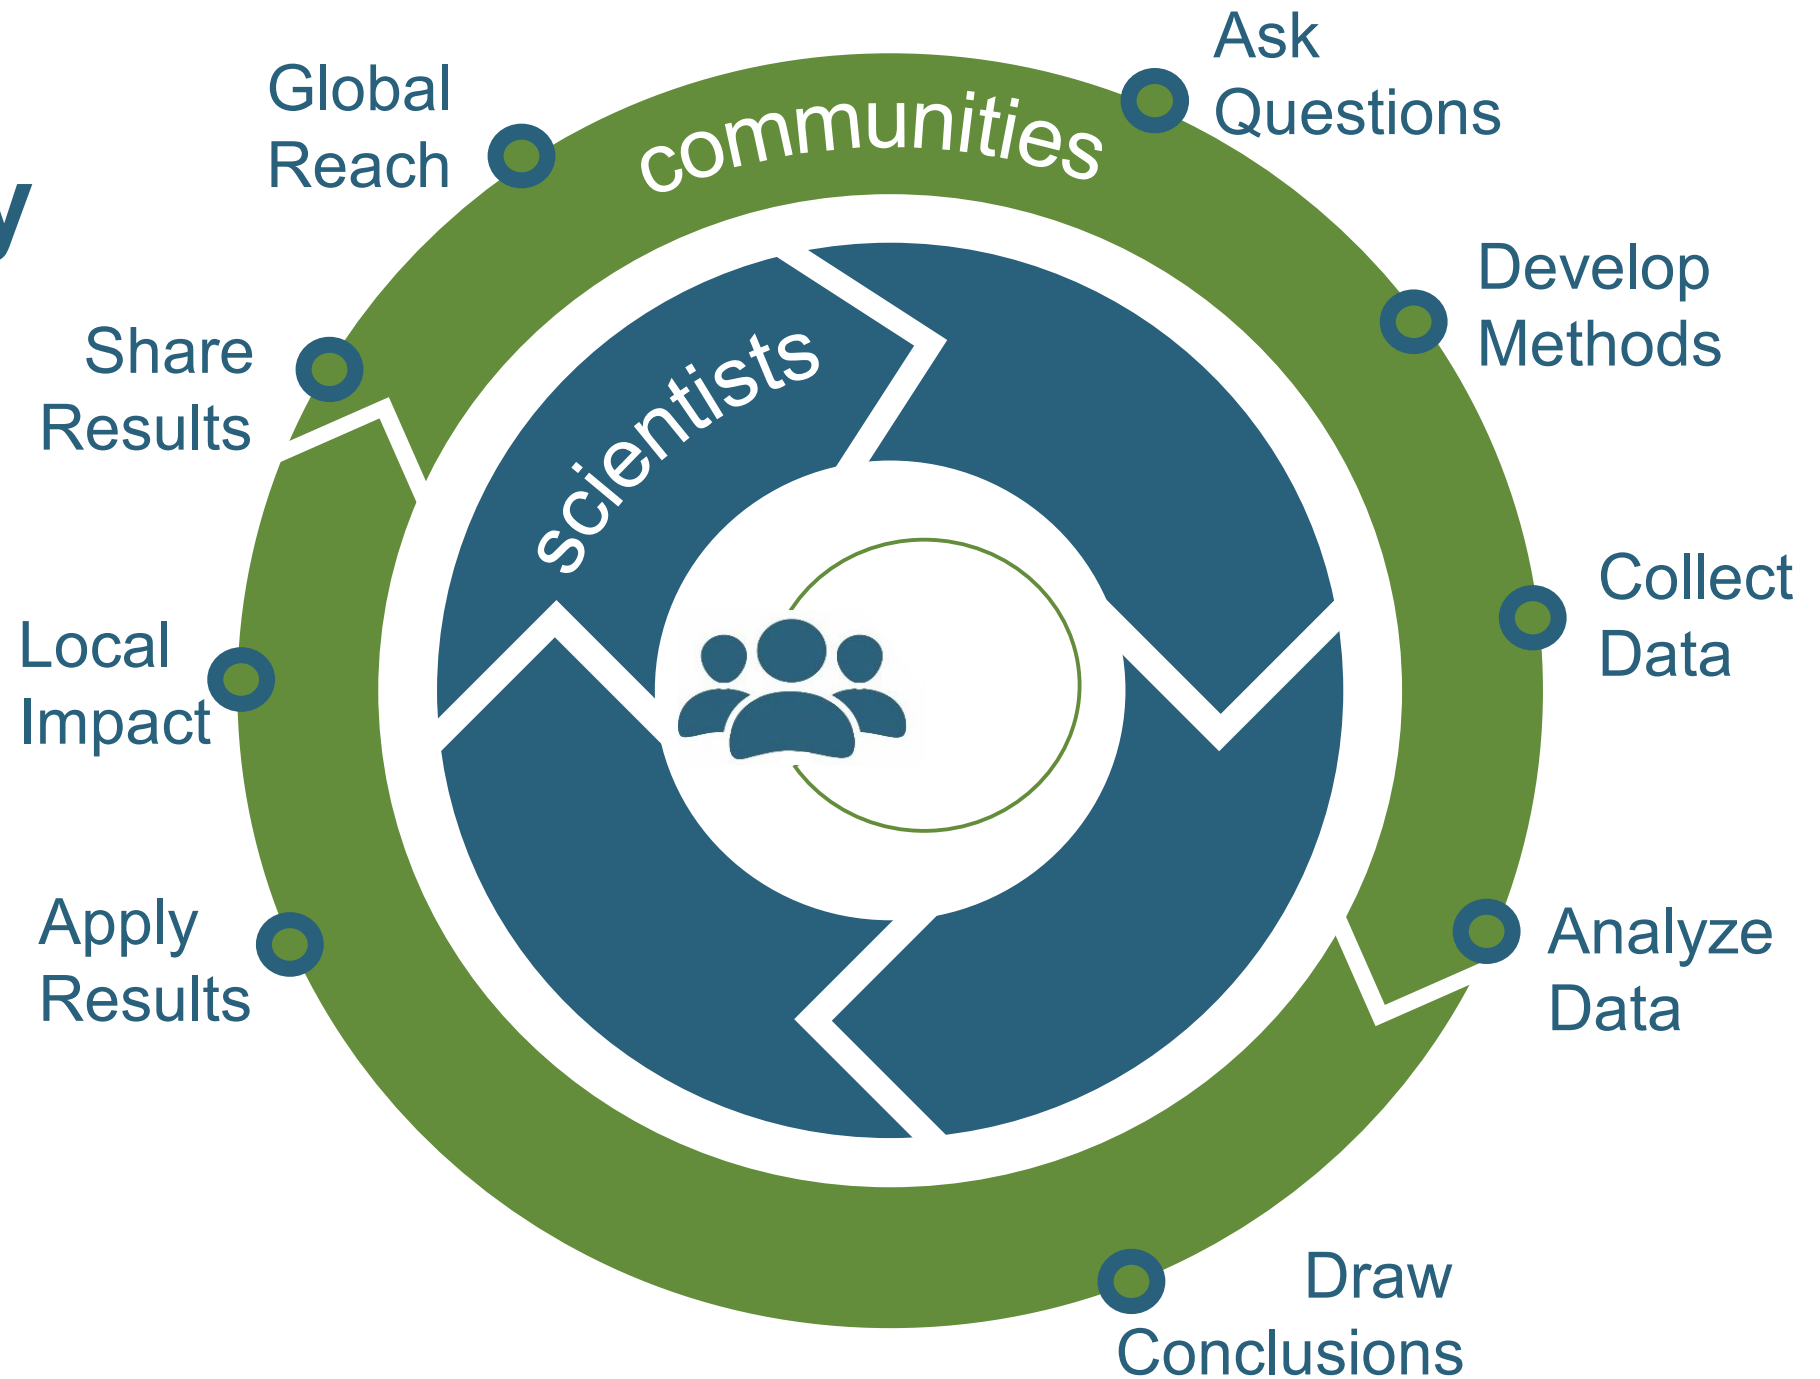 Ask
Questions
Global
Reach
communities
y
Develop
Methods
Share
Results
scientists
Collect
Data
Local
Impact
Apply
Results
Analyze
Data
Draw
Conclusions